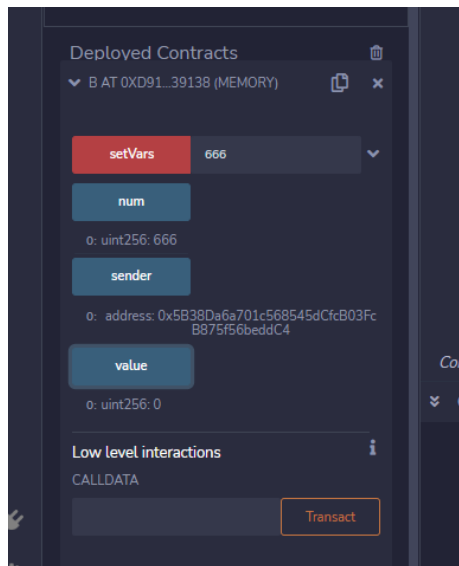 Deployed Contracts
B AT 0XD91...39138 (MEMORY)
setVars 666
num
0: uint256: 666
sender
0: address: 0x5B38Da6a701c568545dCfcB03Fc
B875f56beddC4
value
0: uint256: 0
Low level interactions
i
CALLDATA
Transact